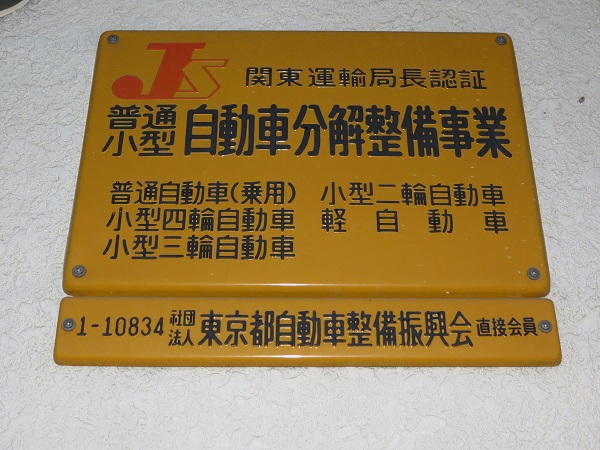 JS 関東運輸局長認証
普通小型 自動車分解整備事業
普通自動車(乗用) 小型二輪自動車
小型四輪自動車 軽自動車
小型三輪自動車
1-10834 社団法人 東京都自動車整備振興会 直接会員